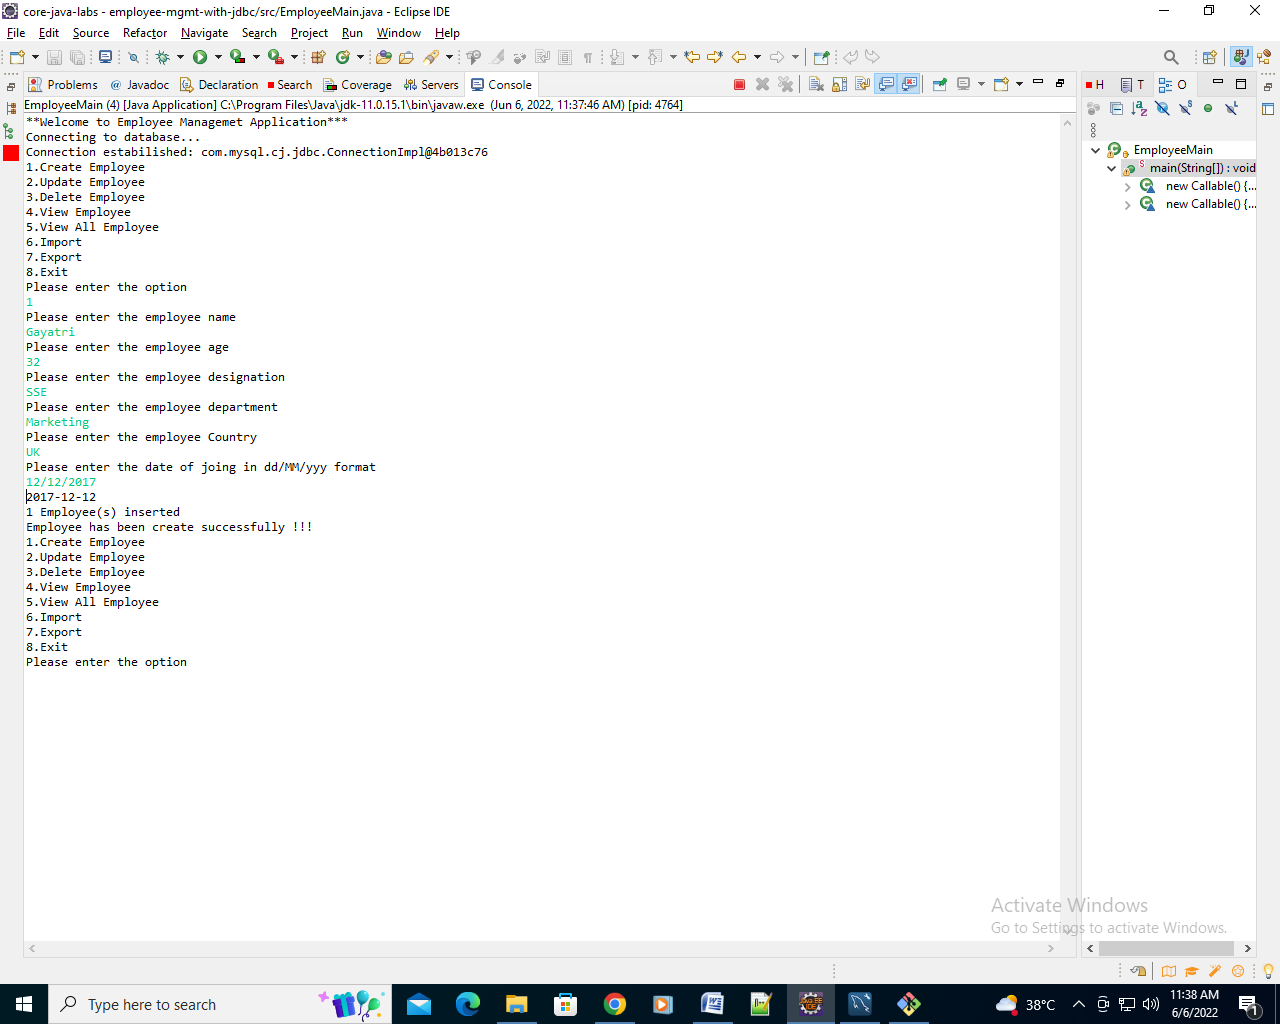 core-java-labs - employee-mgmt-with-jdbc/src/EmployeeMain.java - Eclipse IDE
File Edit Source Refactor Navigate Search Project Run Window Help
Problems @ Javadoc Declaration Search Coverage Servers Console
H T O
EmployeeMain (4) [Java Application] C:\Program Files\Java\jdk-11.0.15.1\bin\javaw.exe (Jun 6, 2022, 11:37:46 AM) [pid: 4764]
**Welcome to Employee Managemet Application***
Connecting to database...
Connection estabilished: com.mysql.cj.jdbc.ConnectionImpl@4b013c76
1.Create Employee
2.Update Employee
3.Delete Employee
4.View Employee
5.View All Employee
6.Import
7.Export
8.Exit
Please enter the option
1
Please enter the employee name
Gayatri
Please enter the employee age
32
Please enter the employee designation
SSE
Please enter the employee department
Marketing
Please enter the employee Country
UK
Please enter the date of joing in dd/MM/yyy format
12/12/2017
2017-12-12
1 Employee(s) inserted
Employee has been create successfully !!!
1.Create Employee
2.Update Employee
3.Delete Employee
4.View Employee
5.View All Employee
6.Import
7.Export
8.Exit
Please enter the option
EmployeeMain
main(String[]) : void
new Callable() {...
new Callable() {...
Activate Windows
Go to Settings to activate Windows.
Type here to search
38°C
11:38 AM
6/6/2022
1